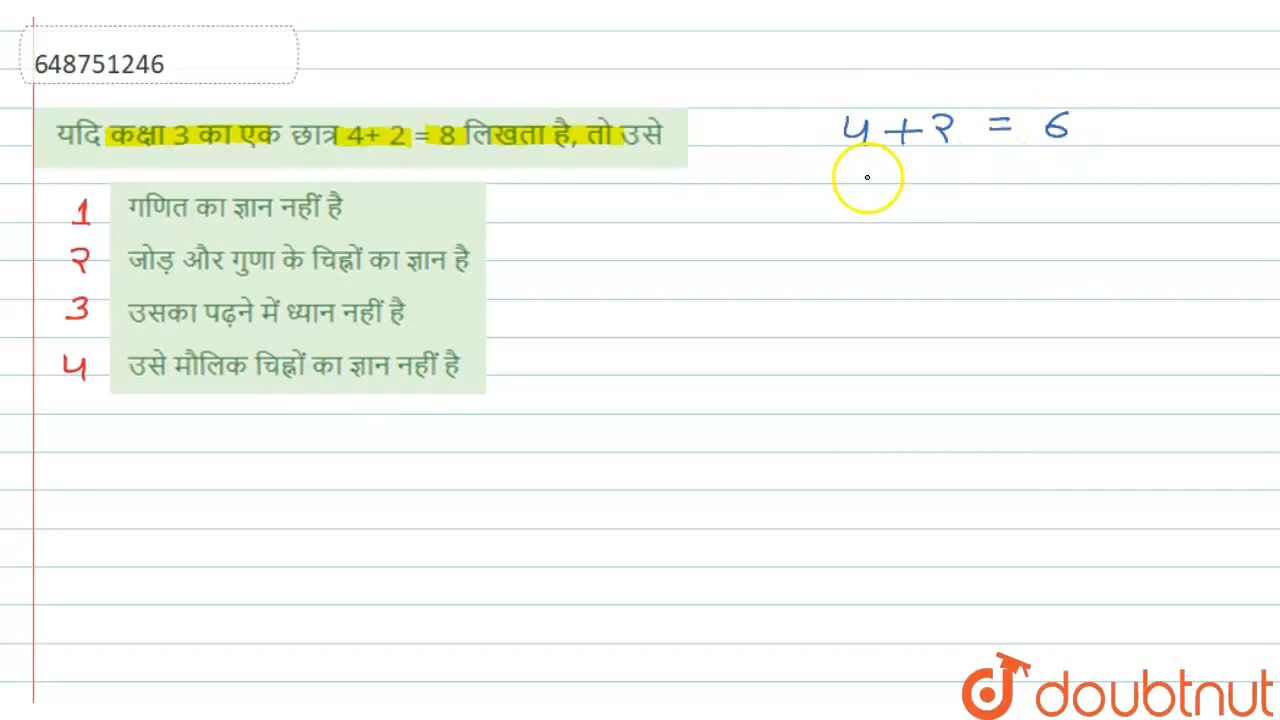 648751246
यदि कक्षा 3 का एक छात्र 4+ 2 = 8 लिखता है, तो उसे
4 + 2 = 6
1 गणित का ज्ञान नहीं है
2 जोड़ और गुणा के चिह्नों का ज्ञान है
3 उसका पढ़ने में ध्यान नहीं है
4 उसे मौलिक चिह्नों का ज्ञान नहीं है
doubtnut